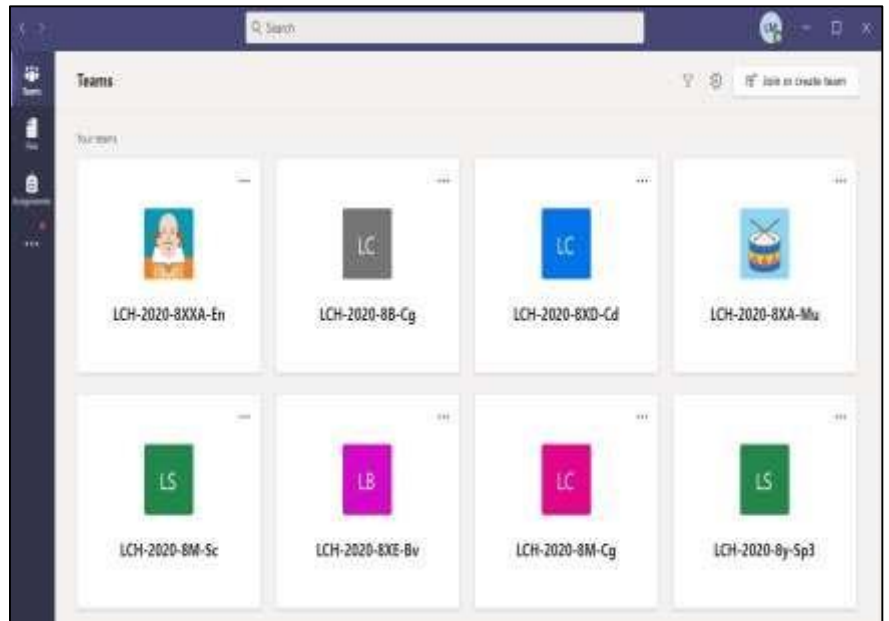 Search
Teams
Teams
Join or create team
Your teams
Assignments
LCH-2020-8XXA-En
LC
LCH-2020-8B-Cg
LC
LCH-2020-8XD-Cd
LCH-2020-8XA-Mu
LS
LCH-2020-8M-Sc
LB
LCH-2020-8XE-Bv
LC
LCH-2020-8M-Cg
LS
LCH-2020-8y-Sp3